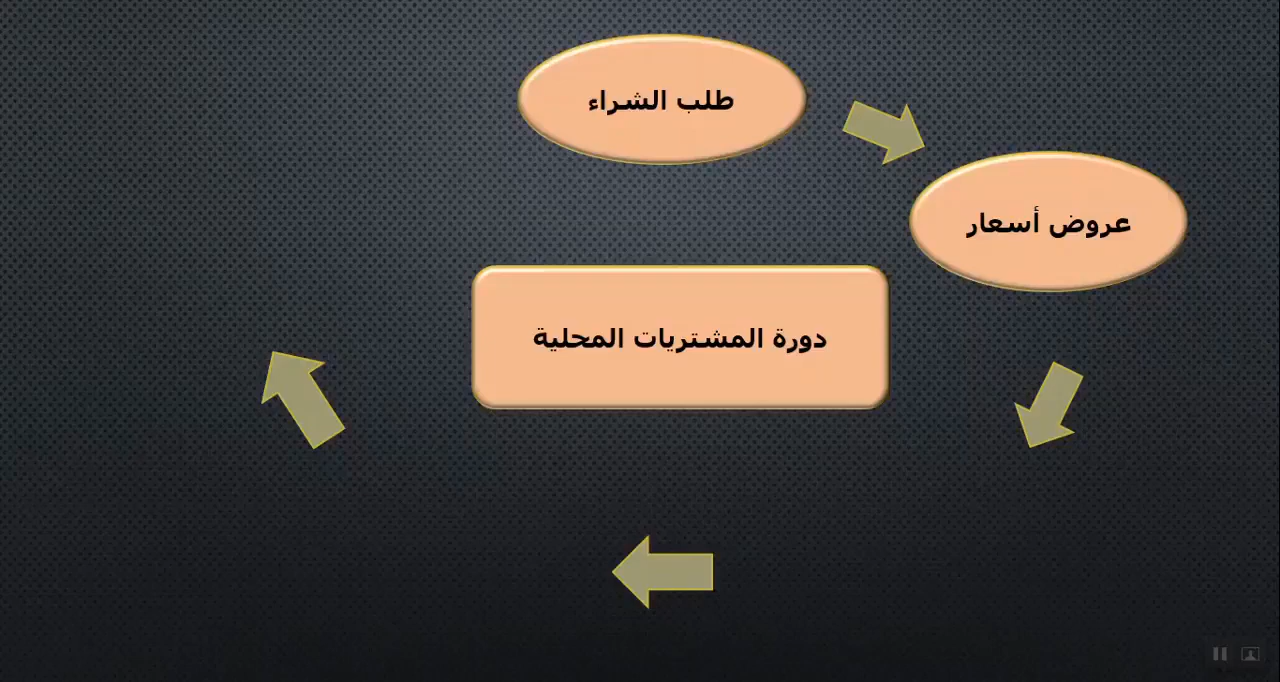 طلب الشراء
عروض أسعار
دورة المشتريات المحلية